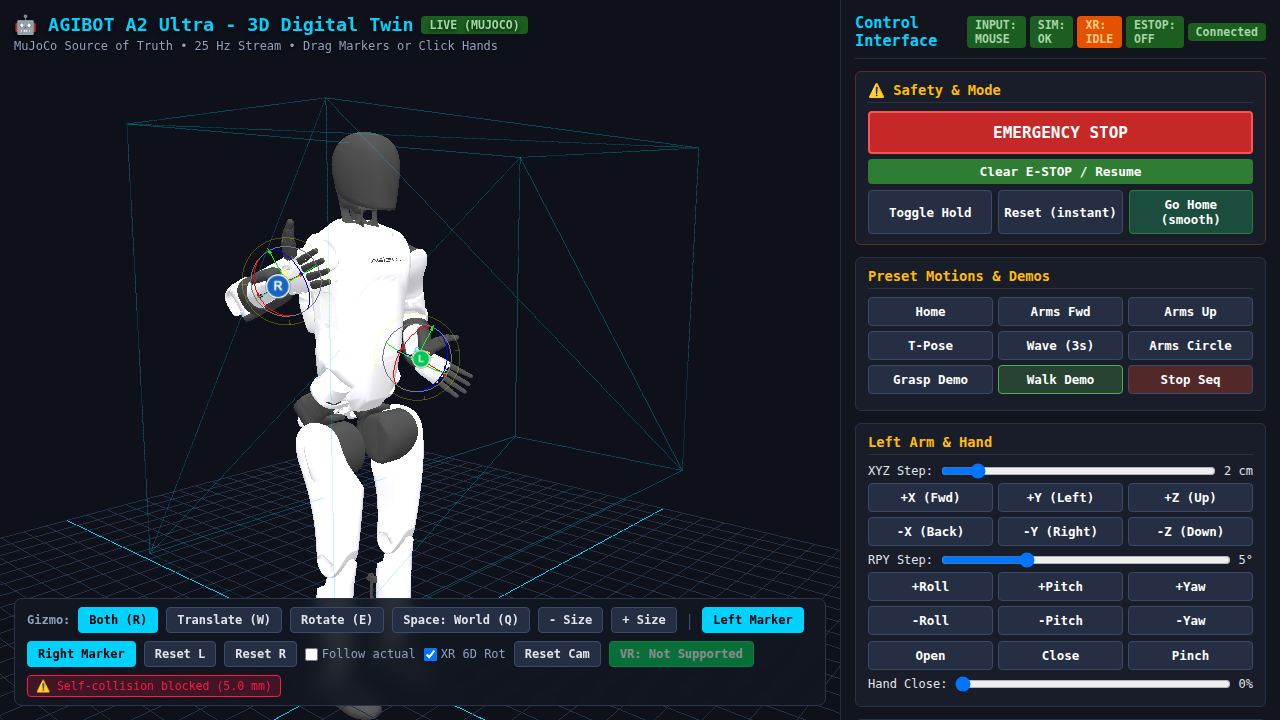 🤖 AGIBOT A2 Ultra - 3D Digital Twin LIVE (MUJOCO)
MuJoCo Source of Truth • 25 Hz Stream • Drag Markers or Click Hands
R
L
Gizmo: Both (R) Translate (W) Rotate (E) Space: World (Q) - Size + Size | Left Marker
Right Marker Reset L Reset R Follow actual XR 6D Rot Reset Cam VR: Not Supported
⚠️ Self-collision blocked (5.0 mm)
Control
Interface
INPUT:
MOUSE
SIM:
OK
XR:
IDLE
ESTOP:
OFF
Connected
⚠️ Safety & Mode
EMERGENCY STOP
Clear E-STOP / Resume
Toggle Hold Reset (instant)
Go Home
(smooth)
Preset Motions & Demos
Home Arms Fwd Arms Up
T-Pose Wave (3s) Arms Circle
Grasp Demo Walk Demo Stop Seq
Left Arm & Hand
XYZ Step: 2 cm
+X (Fwd) +Y (Left) +Z (Up)
-X (Back) -Y (Right) -Z (Down)
RPY Step: 5°
+Roll +Pitch +Yaw
-Roll -Pitch -Yaw
Open Close Pinch
Hand Close: 0%